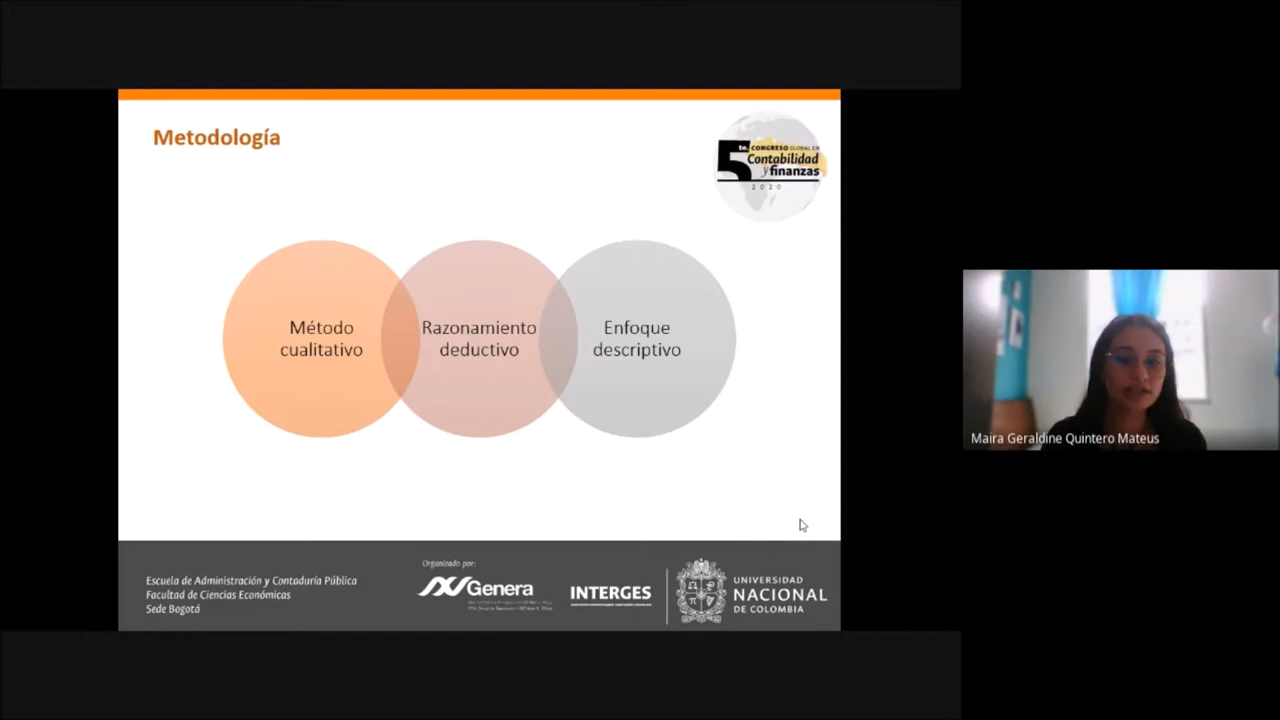 Metodología
5to. CONGRESO GLOBAL EN
Contabilidad
y finanzas
2020
Método
cualitativo
Razonamiento
deductivo
Enfoque
descriptivo
Maira Geraldine Quintero Mateus
Organizado por:
Escuela de Administración y Contaduría Pública
Facultad de Ciencias Económicas
Sede Bogotá
Genera
INTERGES
UNIVERSIDAD
NACIONAL
DE COLOMBIA